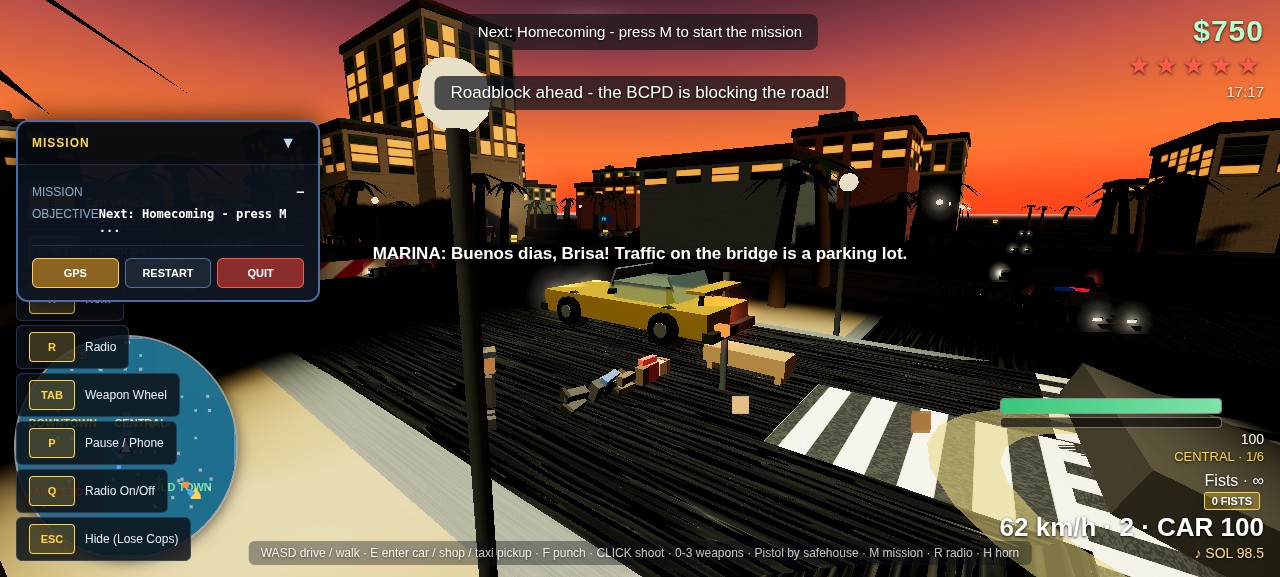 Next: Homecoming - press M to start the mission
$750
★ ★ ★ ★ ★
Roadblock ahead - the BCPD is blocking the road!
17:17
MISSION ▼
MISSION –
OBJECTIVE Next: Homecoming - press M
...
GPS RESTART QUIT
MARINA: Buenos dias, Brisa! Traffic on the bridge is a parking lot.
R Radio
TAB Weapon Wheel
DOWNTOWN CENTRAL
P Pause / Phone
Q Radio On/Off
LD TOWN
ESC Hide (Lose Cops)
100
CENTRAL · 1/6
Fists · ∞
0 FISTS
62 km/h · 2 · CAR 100
♪ SOL 98.5
WASD drive / walk · E enter car / shop / taxi pickup · F punch · CLICK shoot · 0-3 weapons · Pistol by safehouse · M mission · R radio · H horn